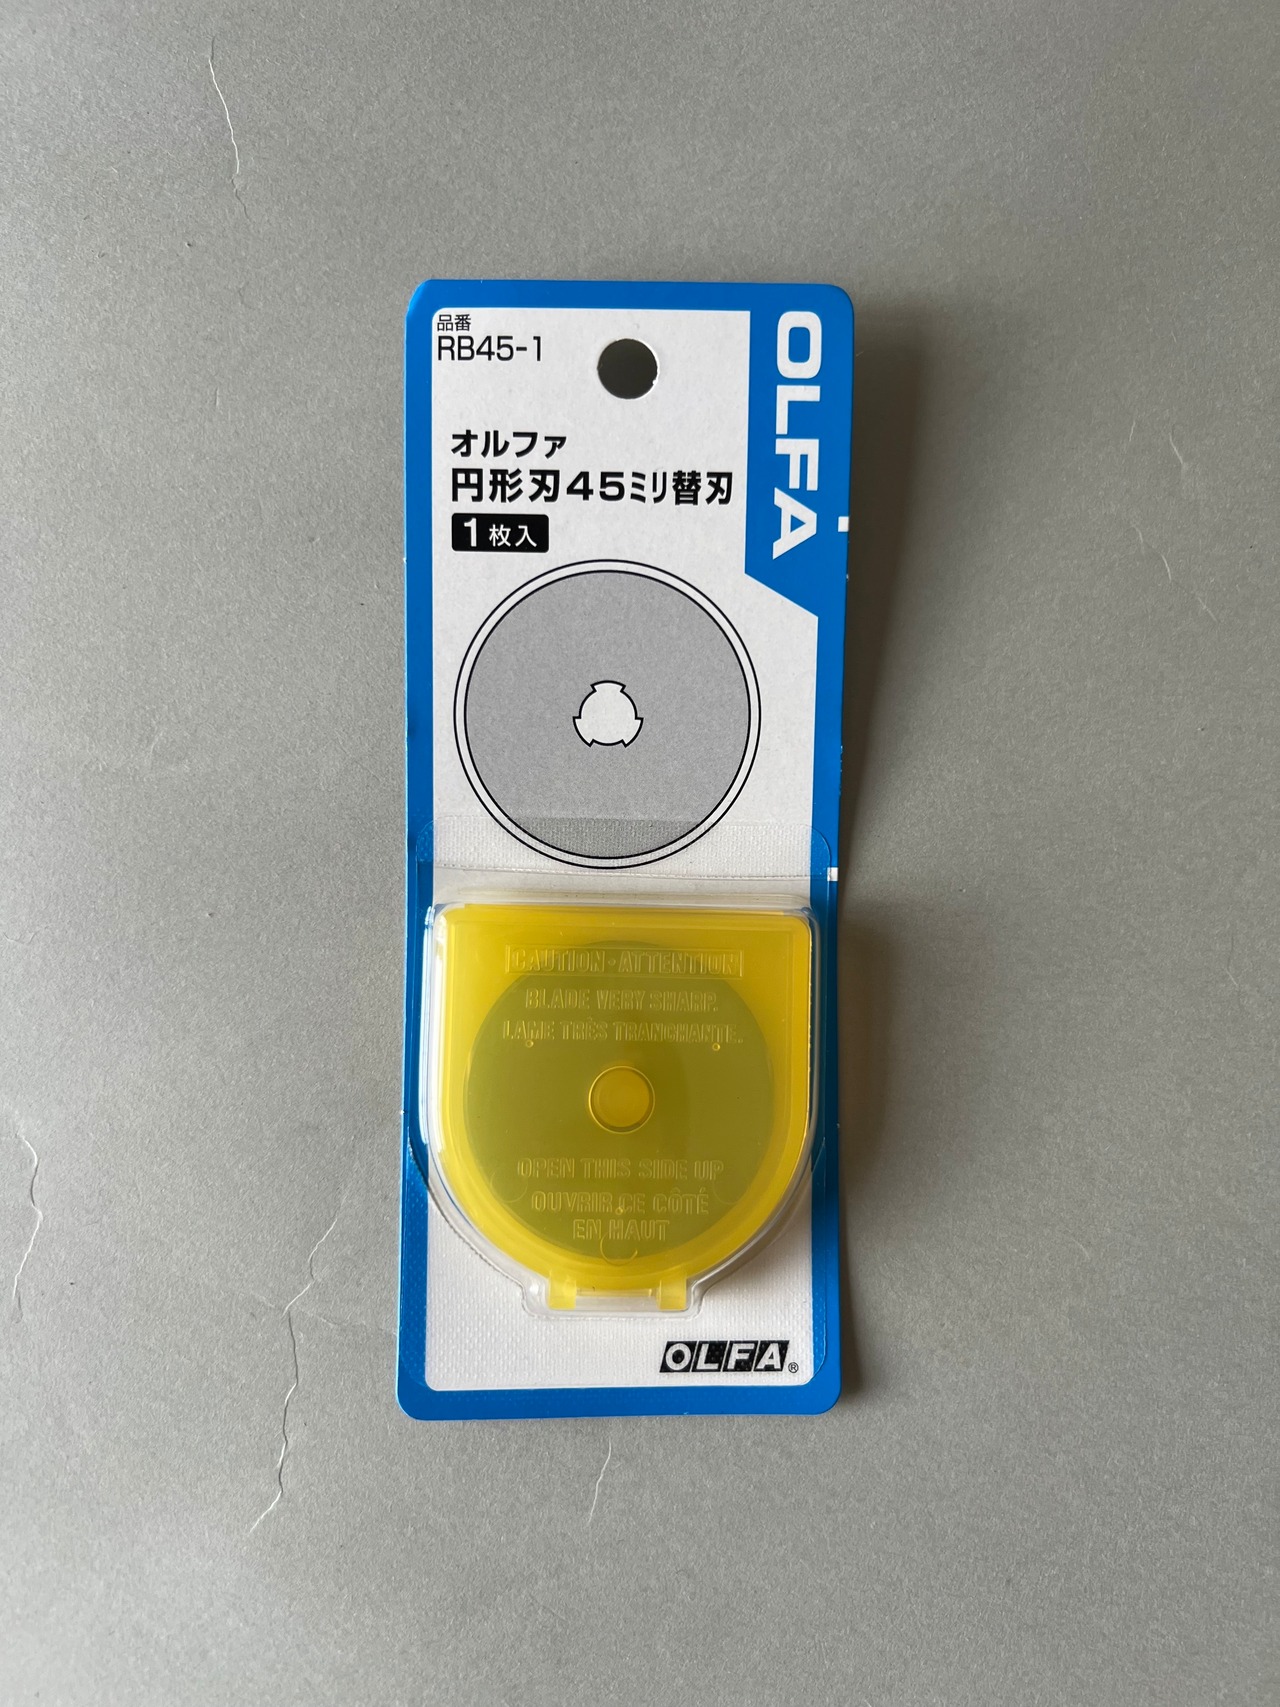 品番
RB45-1
OLFA
オルファ
円形刃45ミリ替刃
1枚入
CAUTION・ATTENTION
BLADE VERY SHARP.
LAME TRÈS TRANCHANTE.
OPEN THIS SIDE UP
OUVRIR CE CÔTÉ
EN HAUT
OLFA®